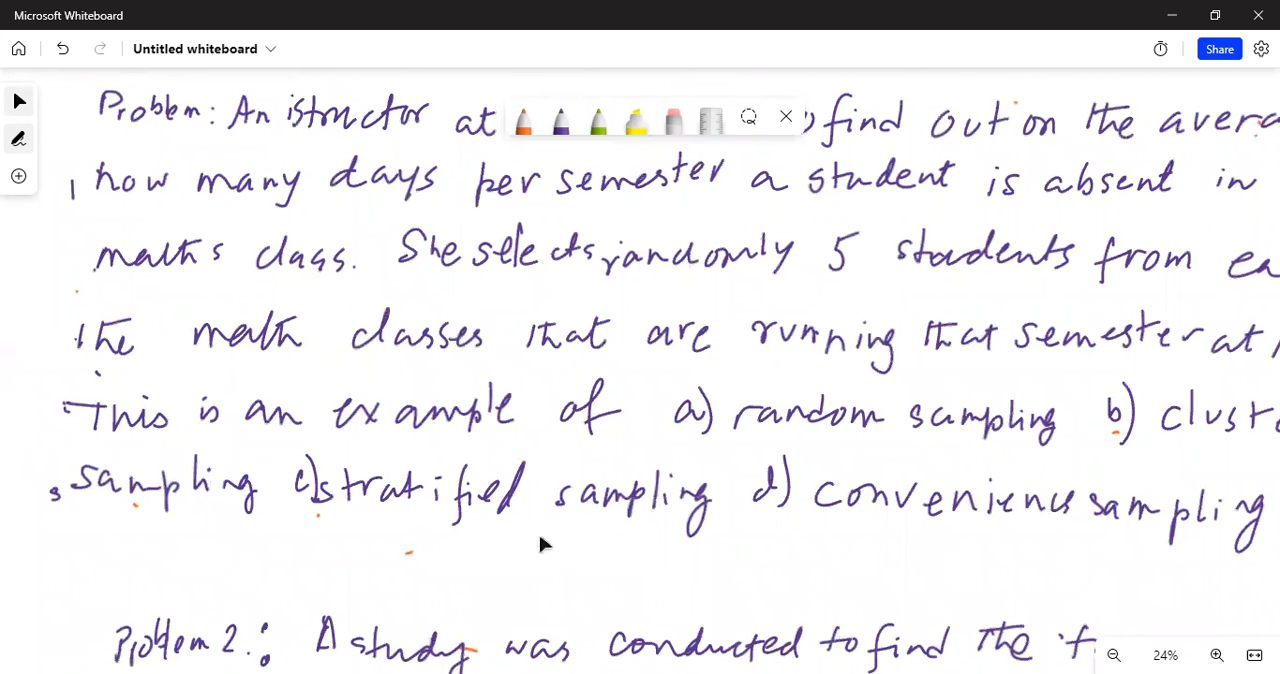 Microsoft Whiteboard
Untitled whiteboard
Share
Problem: An istructor at find out on the avera
how many days per semester a student is absent in
maths class. She selects randomly 5 students from ea
the math classes that are running that semester at
This is an example of a) random sampling b) clust
sampling c) stratified sampling d) convenience sampling
Problem 2: A study was conducted to find the
24%